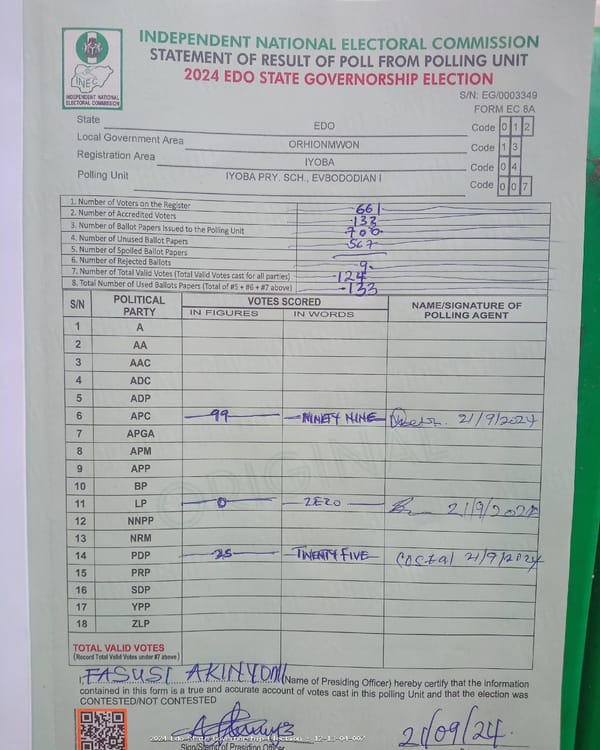 INDEPENDENT NATIONAL ELECTORAL COMMISSION
STATEMENT OF RESULT OF POLL FROM POLLING UNIT
2024 EDO STATE GOVERNORSHIP ELECTION
INEC
INDEPENDENT NATIONAL
ELECTORAL COMMISSION
S/N: EG/0003349
FORM EC 8A
State EDO Code 0 1 2
Local Government Area ORHIONMWON Code 1 3
Registration Area IYOBA Code 0 4
Polling Unit IYOBA PRY. SCH., EVBODODIAN I Code 0 0 7
1. Number of Voters on the Register 661
2. Number of Accredited Voters 133
3. Number of Ballot Papers Issued to the Polling Unit 700
4. Number of Unused Ballot Papers 567
5. Number of Spoiled Ballot Papers
6. Number of Rejected Ballots 9
7. Number of Total Valid Votes (Total Valid Votes cast for all parties) 124
8. Total Number of Used Ballots Papers (Total of #5 + #6 + #7 above) 133
S/N POLITICAL PARTY VOTES SCORED NAME/SIGNATURE OF POLLING AGENT
IN FIGURES IN WORDS
1 A
2 AA
3 AAC
4 ADC
5 ADP
6 APC 99 NINETY NINE 21/9/2024
7 APGA
8 APM
9 APP
10 BP
11 LP 0 ZERO 21/9/2024
12 NNPP
13 NRM
14 PDP 25 TWENTY FIVE 21/9/2024
15 PRP
16 SDP
17 YPP
18 ZLP
ORIGINAL
TOTAL VALID VOTES
(Record Total Valid Votes under #7 above)
I, FASUSI (Name of Presiding Officer) hereby certify that the information
contained in this form is a true and accurate account of votes cast in this polling Unit and that the election was
CONTESTED/NOT CONTESTED
21/09/24
2024 Edo State Governorship Election - 12-13-04-007
Sign/Stamp of Presiding Officer